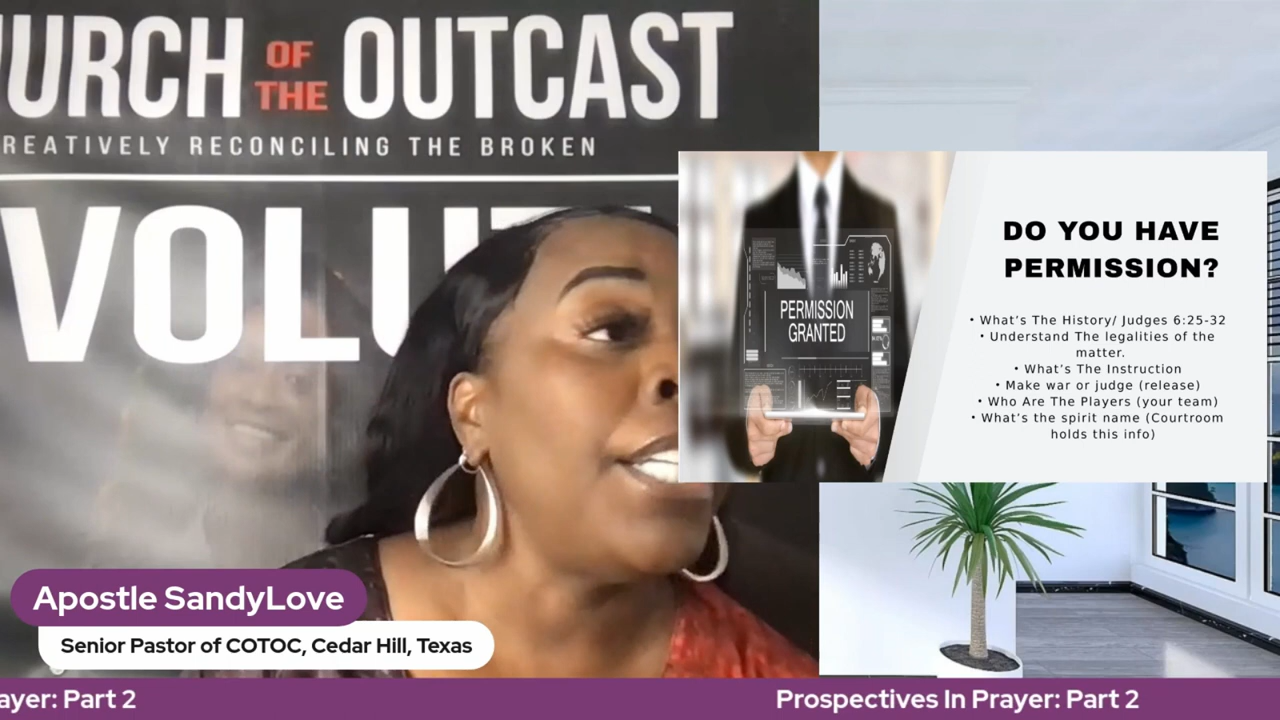 URCH OF THE OUTCAST
REATIVELY RECONCILING THE BROKEN
VOLU
PERMISSION
GRANTED
DO YOU HAVE
PERMISSION?
• What's The History/ Judges 6:25-32
• Understand The legalities of the
matter.
• What's The Instruction
• Make war or judge (release)
• Who Are The Players (your team)
• What's the spirit name (Courtroom
holds this info)
Apostle SandyLove
Senior Pastor of COTOC, Cedar Hill, Texas
ayer: Part 2
Prospectives In Prayer: Part 2